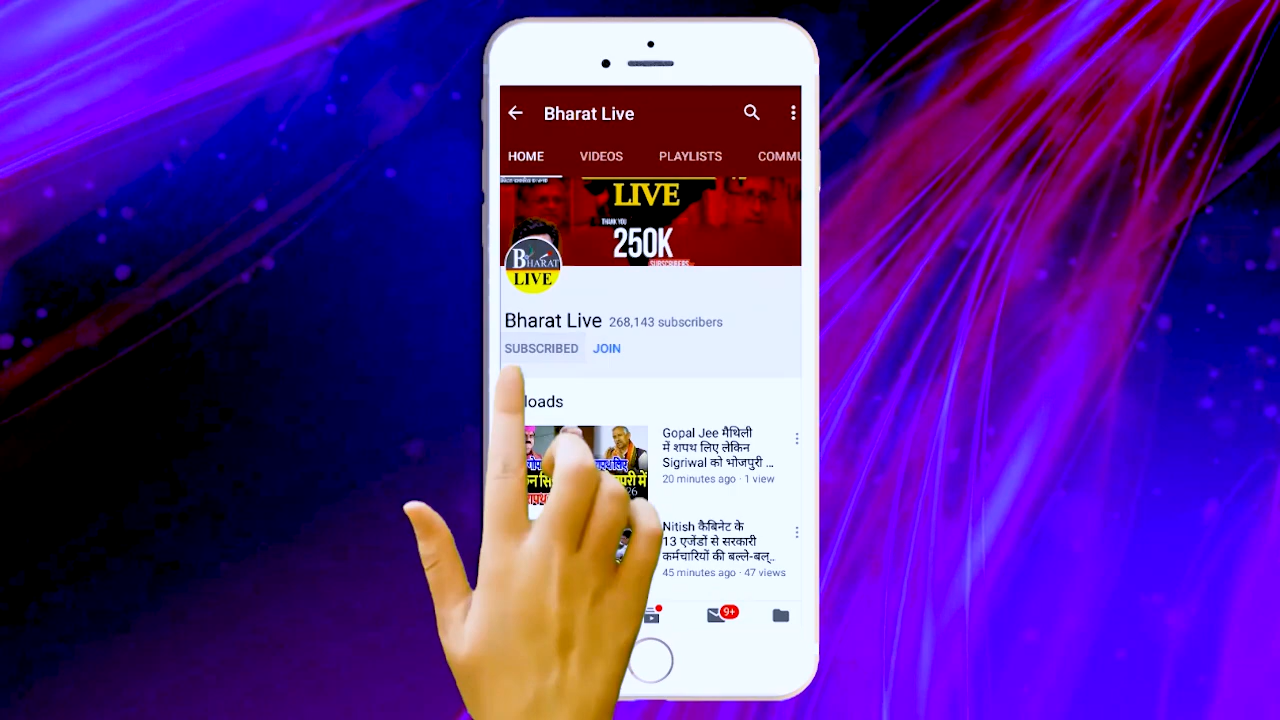 Bharat Live
HOME VIDEOS PLAYLISTS COMMU
LIVE
THANK YOU
250K
SUBSCRIBERS
BHARAT
LIVE
Bharat Live 268,143 subscribers
SUBSCRIBED JOIN
loads
Gopal Jee मैथिली
में शपथ लिए लेकिन
Sigriwal को भोजपुरी ...
20 minutes ago · 1 view
शपथ लिए
पुरी में
Nitish कैबिनेट के
13 एजेंडों से सरकारी
कर्मचारियों की बल्ले-बल्..
45 minutes ago · 47 views
9+